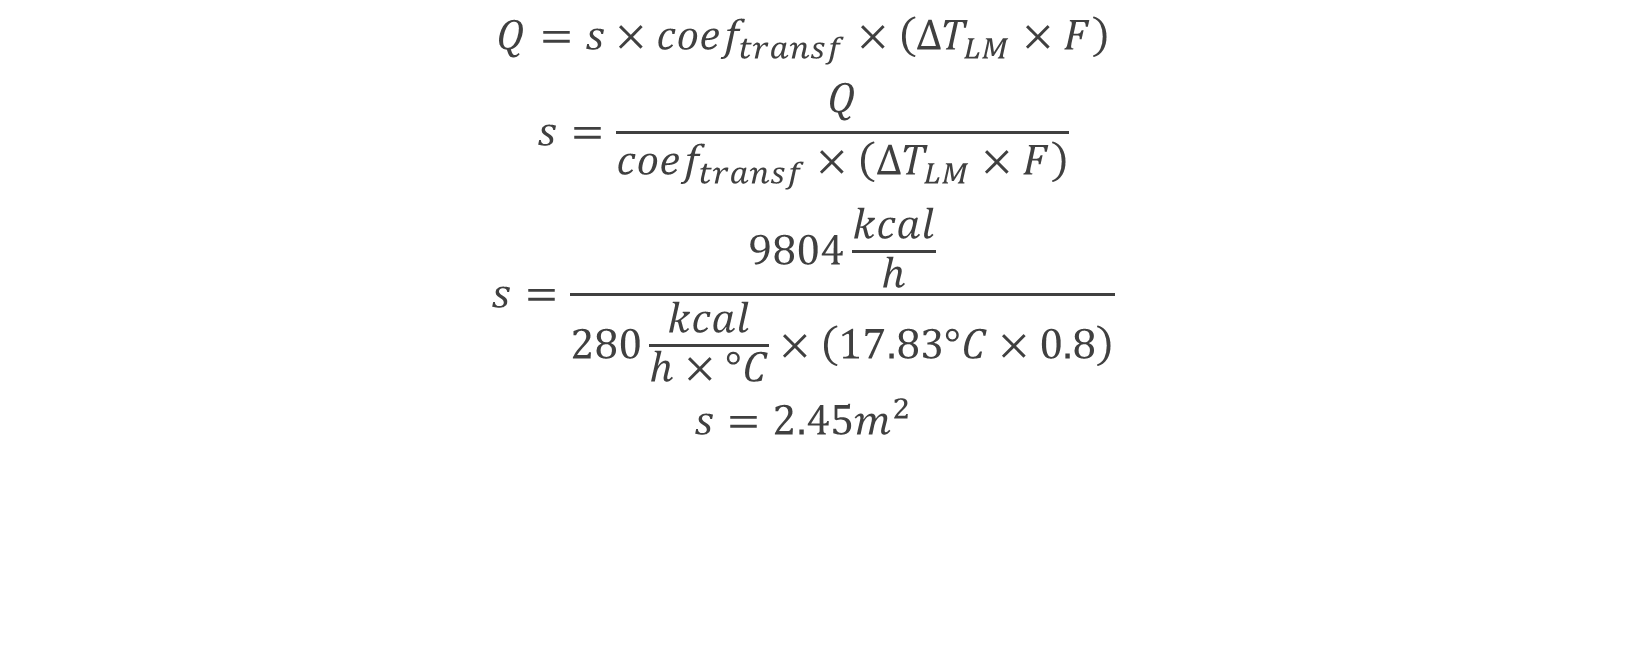 Q = s × coef_transf × (ΔT_LM × F)
s = Q / (coef_transf × (ΔT_LM × F))
s = 9804 kcal/h / (280 kcal/(h × °C) × (17.83°C × 0.8))
s = 2.45m²